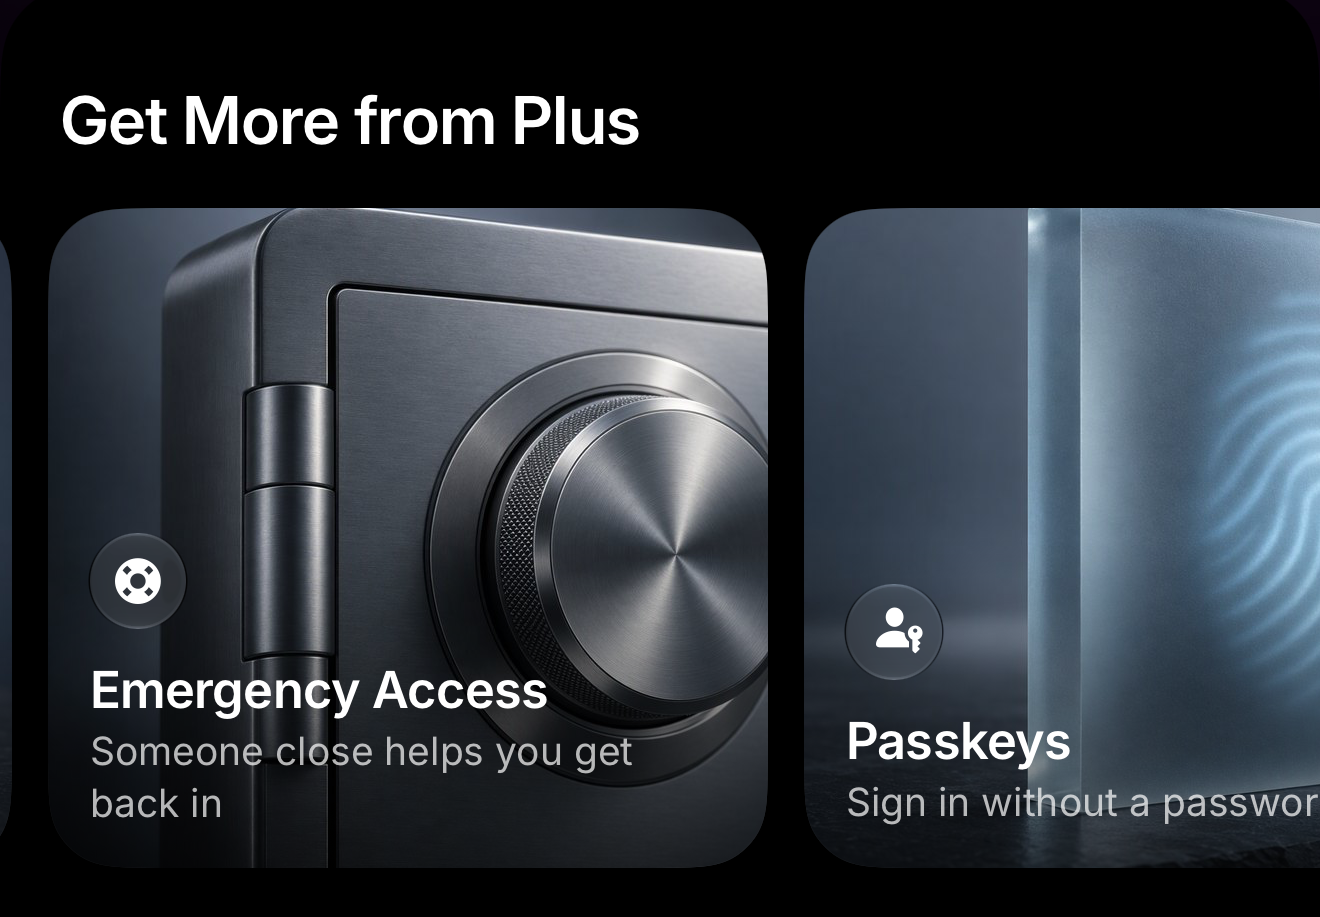 Get More from Plus
Emergency Access
Someone close helps you get
back in
Passkeys
Sign in without a